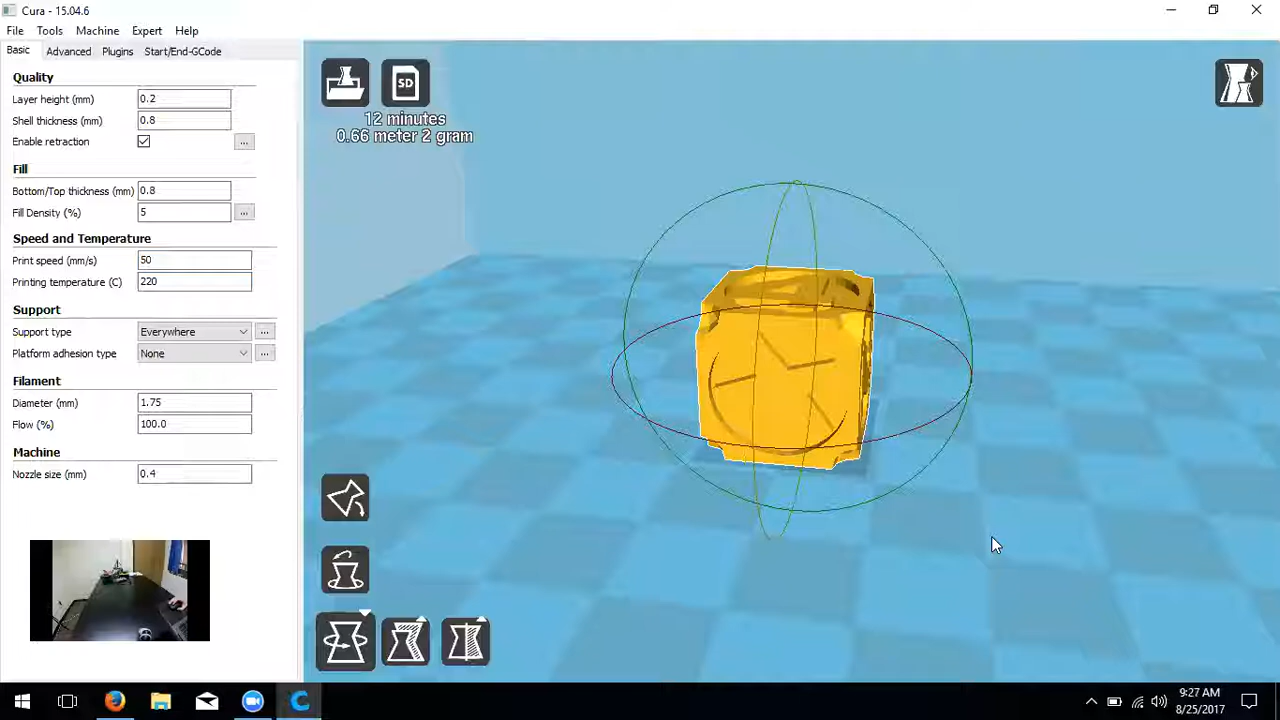 Cura - 15.04.6
File Tools Machine Expert Help
Basic Advanced Plugins Start/End-GCode
Quality
Layer height (mm) 0.2
Shell thickness (mm) 0.8
Enable retraction ...
Fill
Bottom/Top thickness (mm) 0.8
Fill Density (%) 5 ...
Speed and Temperature
Print speed (mm/s) 50
Printing temperature (C) 220
Support
Support type Everywhere ...
Platform adhesion type None ...
Filament
Diameter (mm) 1.75
Flow (%) 100.0
Machine
Nozzle size (mm) 0.4
SD
12 minutes
0.66 meter 2 gram
9:27 AM
8/25/2017